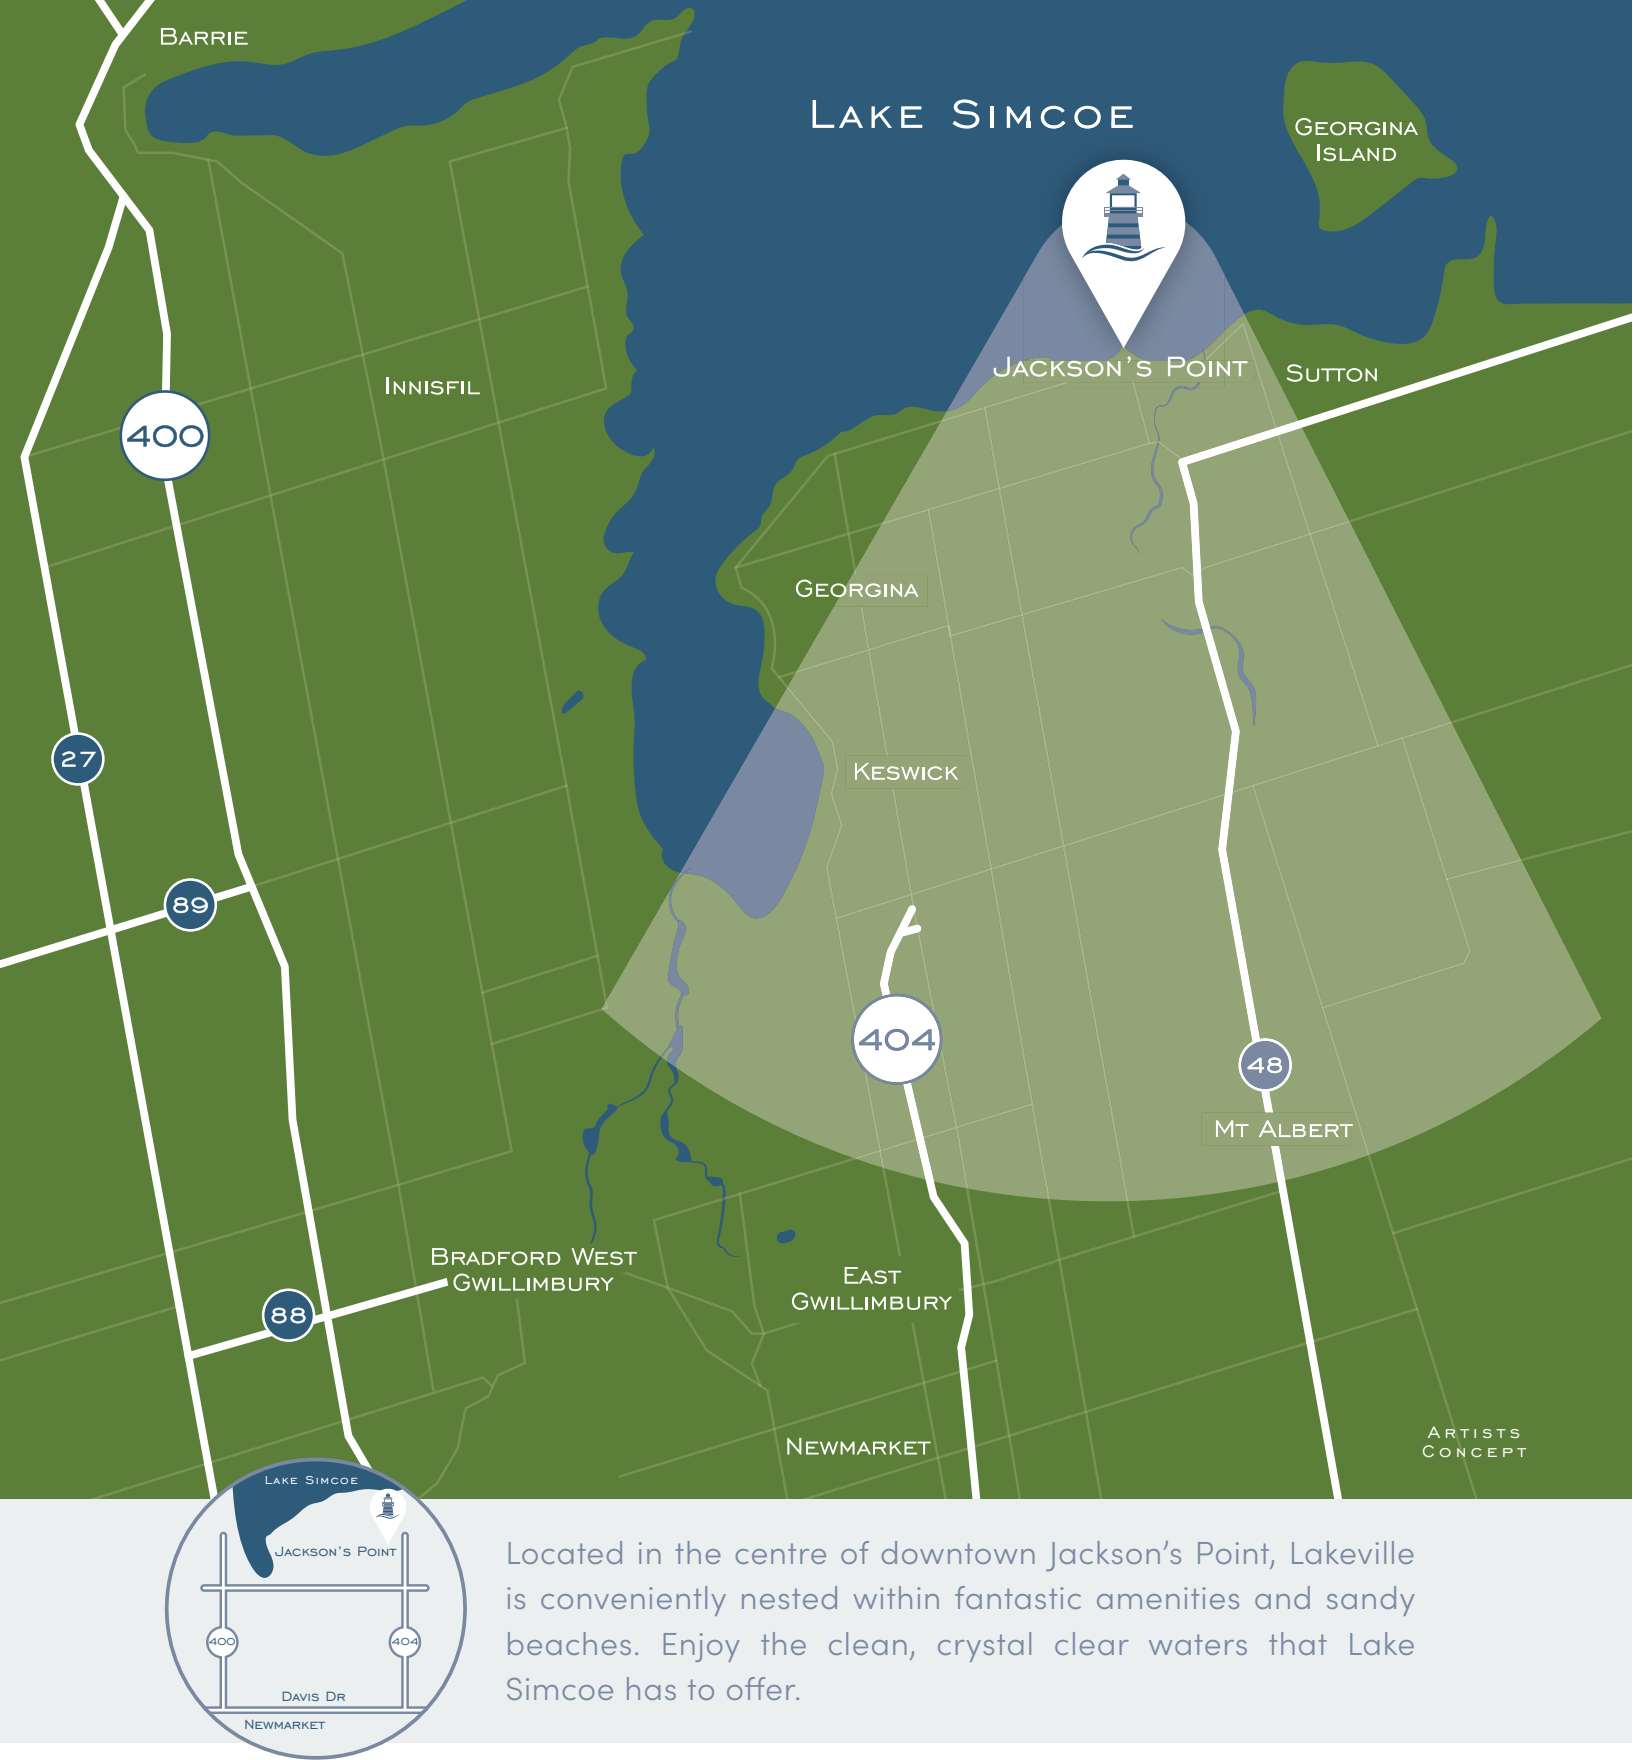 BARRIE
LAKE SIMCOE
GEORGINA
ISLAND
JACKSON'S POINT
SUTTON
INNISFIL
400
GEORGINA
27
KESWICK
89
404
48
MT ALBERT
BRADFORD WEST
GWILLIMBURY
EAST
GWILLIMBURY
88
NEWMARKET
ARTISTS
CONCEPT
LAKE SIMCOE
JACKSON'S POINT
400
404
DAVIS DR
NEWMARKET
Located in the centre of downtown Jackson's Point, Lakeville
is conveniently nested within fantastic amenities and sandy
beaches. Enjoy the clean, crystal clear waters that Lake
Simcoe has to offer.